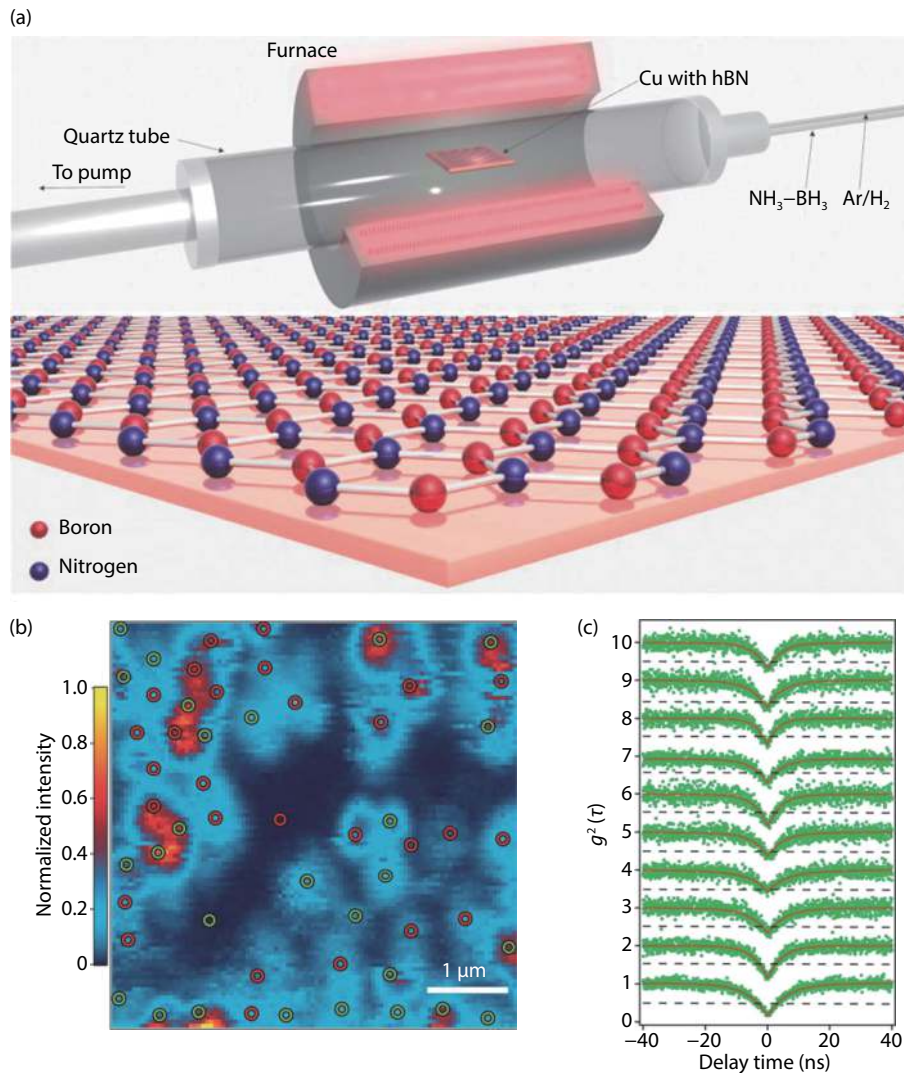 (a)
Furnace
Cu with hBN
Quartz tube
To pump
NH₃−BH₃ Ar/H₂
Boron
Nitrogen
(b)
1.0
0.8
0.6
0.4
0.2
0
Normalized intensity
1 μm
(c)
10
9
8
7
6
5
4
3
2
1
0
g² (τ)
−40 −20 0 20 40
Delay time (ns)